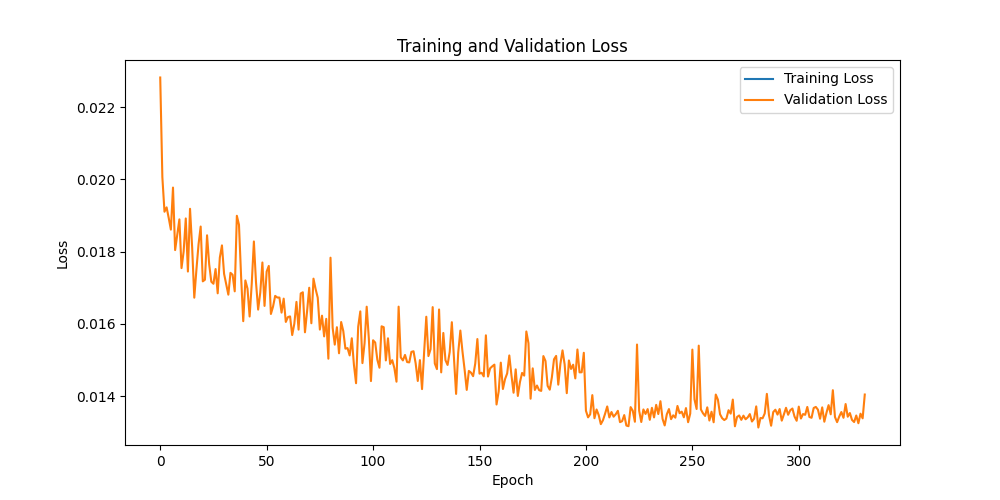 Training and Validation Loss
Training Loss
Validation Loss
0.022
0.020
0.018
0.016
0.014
Loss
0 50 100 150 200 250 300
Epoch